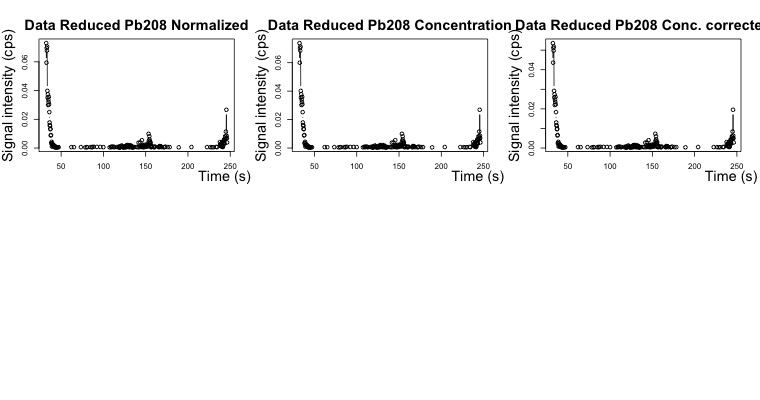 Data Reduced Pb208 Normalized
Signal intensity (cps)
0.00 0.02 0.04 0.06
50 100 150 200 250
Time (s)
Data Reduced Pb208 Concentration
Signal intensity (cps)
0.00 0.02 0.04 0.06
50 100 150 200 250
Time (s)
Data Reduced Pb208 Conc. correcte
Signal intensity (cps)
0.00 0.02 0.04
50 100 150 200 250
Time (s)